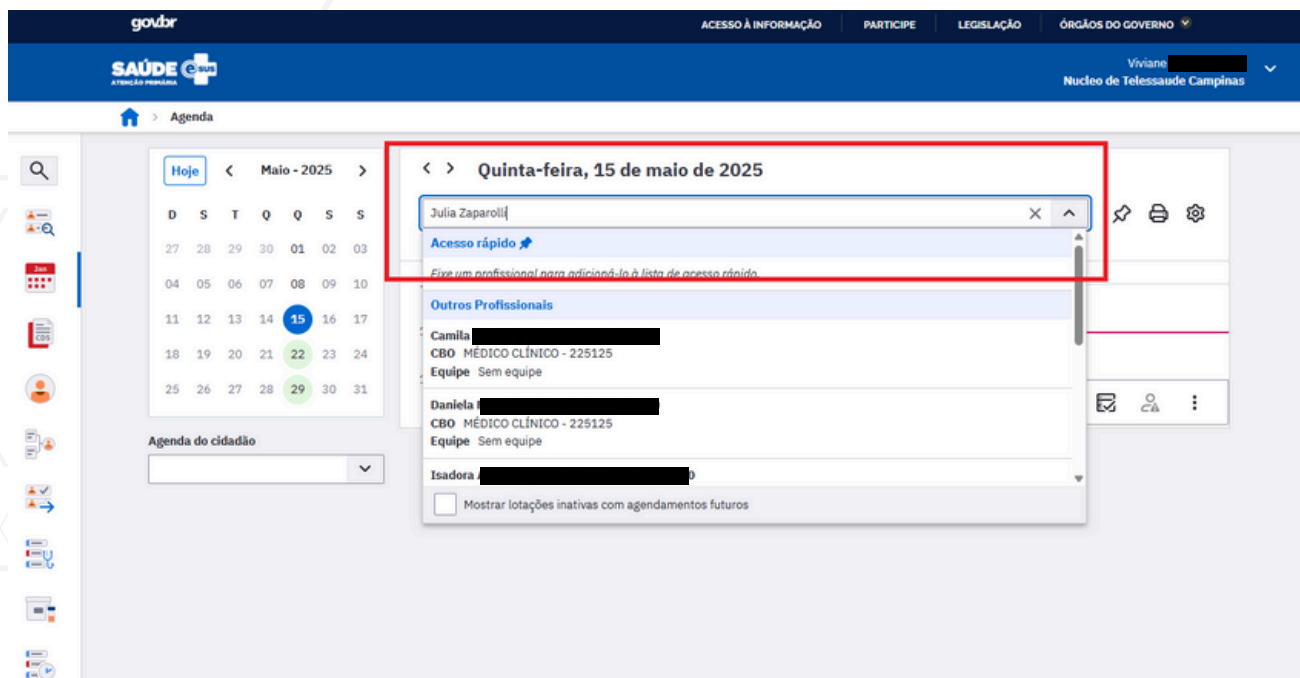 govbr
ACESSO À INFORMAÇÃO PARTICIPE LEGISLAÇÃO ÓRGÃOS DO GOVERNO
SAÚDE e-sus
ATENÇÃO PRIMÁRIA
Viviane
Nucleo de Telessaude Campinas
Agenda
Hoje Maio - 2025
D S T Q Q S S
27 28 29 30 01 02 03
04 05 06 07 08 09 10
11 12 13 14 15 16 17
18 19 20 21 22 23 24
25 26 27 28 29 30 31
Agenda do cidadão
Quinta-feira, 15 de maio de 2025
Julia Zaparolli
Acesso rápido
Fixe um profissional para adicioná-lo à lista de acesso rápido.
Outros Profissionais
Camila
CBO MÉDICO CLÍNICO - 225125
Equipe Sem equipe
Daniela
CBO MÉDICO CLÍNICO - 225125
Equipe Sem equipe
Isadora
Mostrar lotações inativas com agendamentos futuros
Jan
CDS